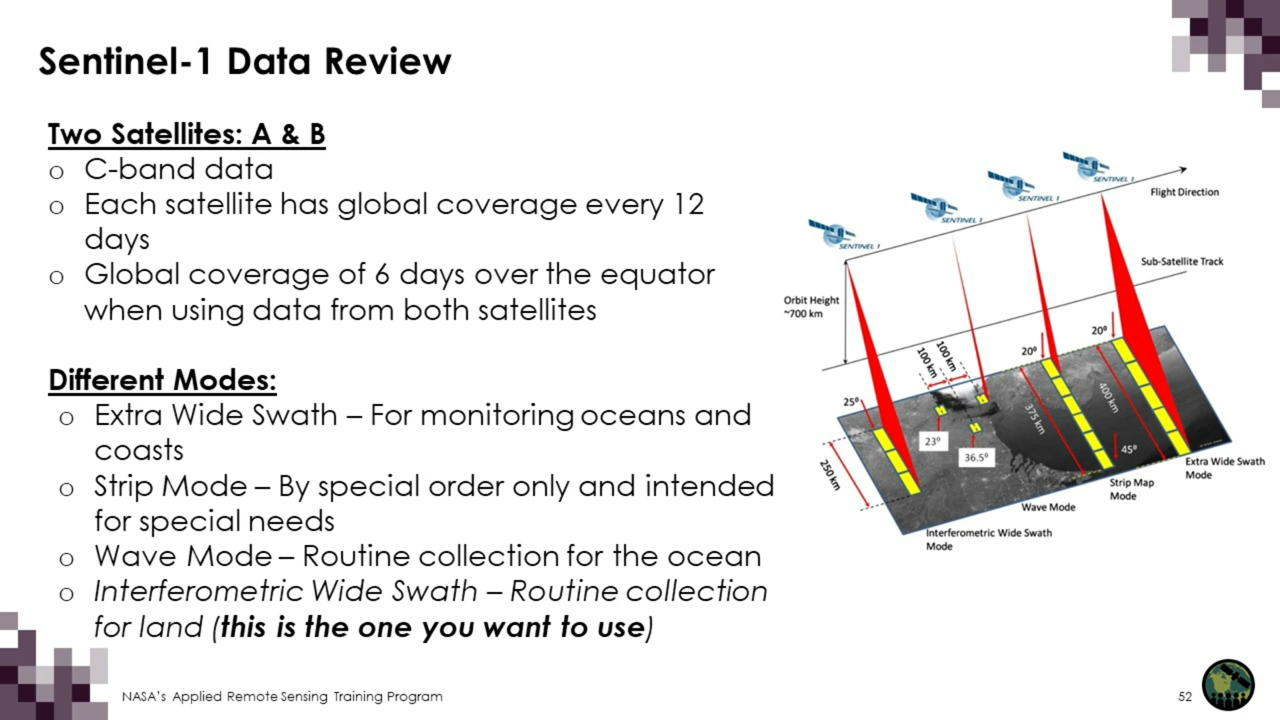 Sentinel-1 Data Review
Two Satellites: A & B
o C-band data
o Each satellite has global coverage every 12
days
o Global coverage of 6 days over the equator
when using data from both satellites
Different Modes:
o Extra Wide Swath – For monitoring oceans and
coasts
o Strip Mode – By special order only and intended
for special needs
o Wave Mode – Routine collection for the ocean
o Interferometric Wide Swath – Routine collection
for land (this is the one you want to use)
SENTINEL 1
SENTINEL 1
SENTINEL 1
SENTINEL 1
Flight Direction
Sub-Satellite Track
Orbit Height
~700 km
20º
20º
100 km
100 km
25º
375 km
400 km
23º
36.5º
45º
250 km
Extra Wide Swath
Mode
Strip Map
Mode
Wave Mode
Interferometric Wide Swath
Mode
NASA's Applied Remote Sensing Training Program
52